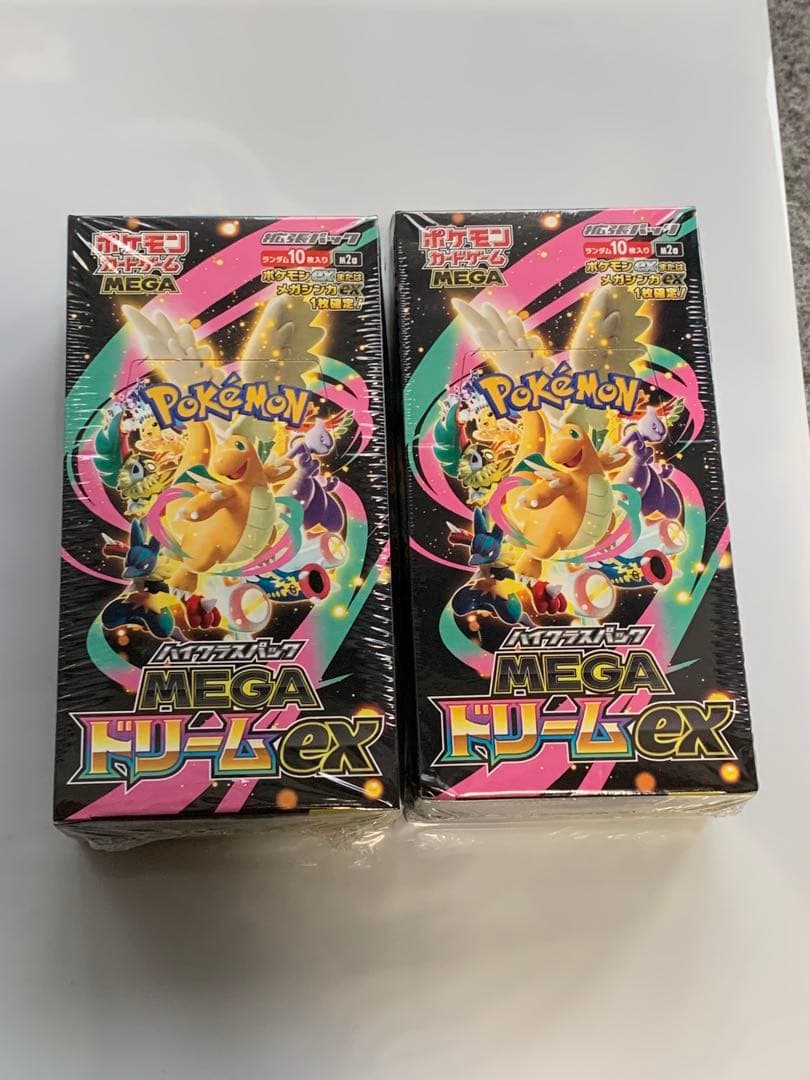 ポケモン
カードゲーム
MEGA
拡張パック
ランダム10枚入り
ポケモンexまたは
メガシンカex
1枚確定!
POKéMON
ハイクラスパック
MEGA
ドリームex
ポケモン
カードゲーム
MEGA
拡張パック
ランダム10枚入り
ポケモンexまたは
メガシンカex
1枚確定!
POKéMON
ハイクラスパック
MEGA
ドリームex